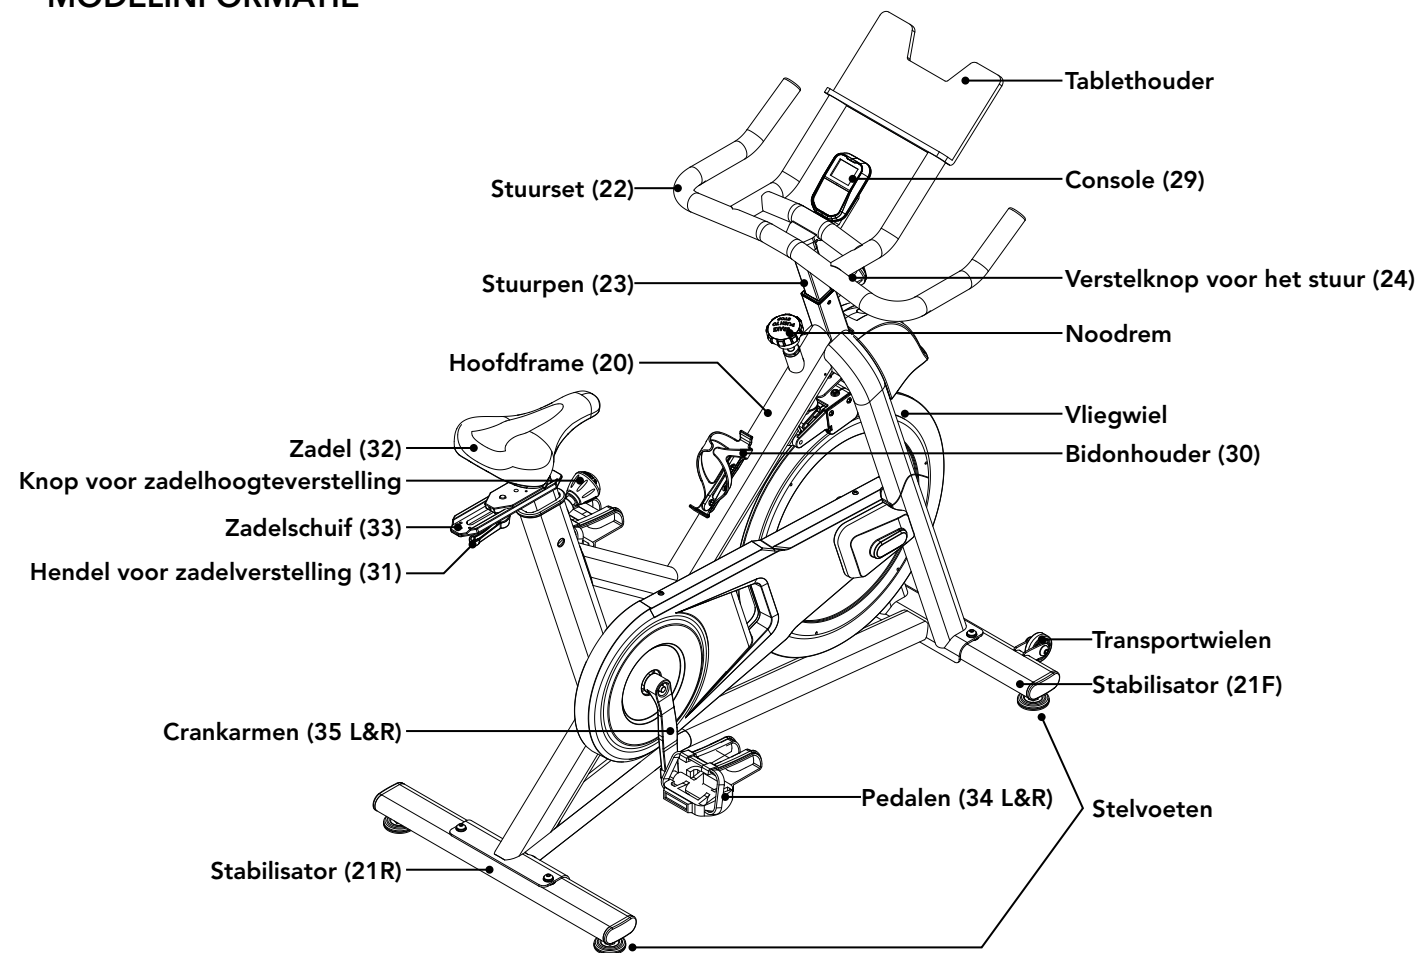 MODELINFORMATIE
Tablethouder
Stuurset (22)
Console (29)
Stuurpen (23)
Verstelknop voor het stuur (24)
Noodrem
Hoofdframe (20)
Vliegwiel
Zadel (32)
Bidonhouder (30)
Knop voor zadelhoogteverstelling
Zadelschuif (33)
Hendel voor zadelverstelling (31)
Transportwielen
Stabilisator (21F)
Crankarmen (35 L&R)
Pedalen (34 L&R)
Stelvoeten
Stabilisator (21R)